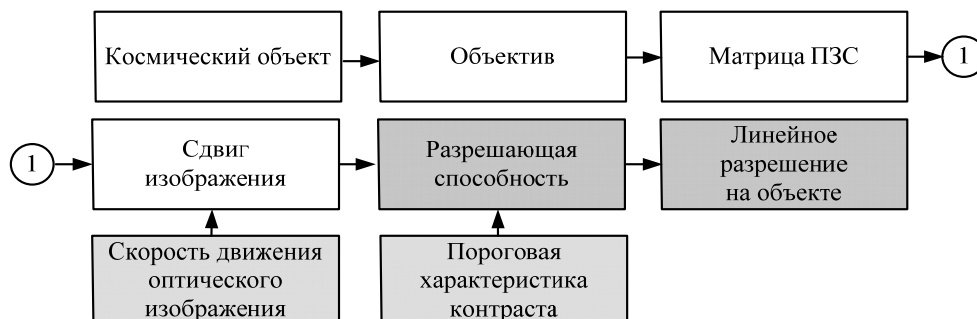 Космический объект
Объектив
Матрица ПЗС
1
1
Сдвиг
изображения
Разрешающая
способность
Линейное
разрешение
на объекте
Скорость движения
оптического
изображения
Пороговая
характеристика
контраста